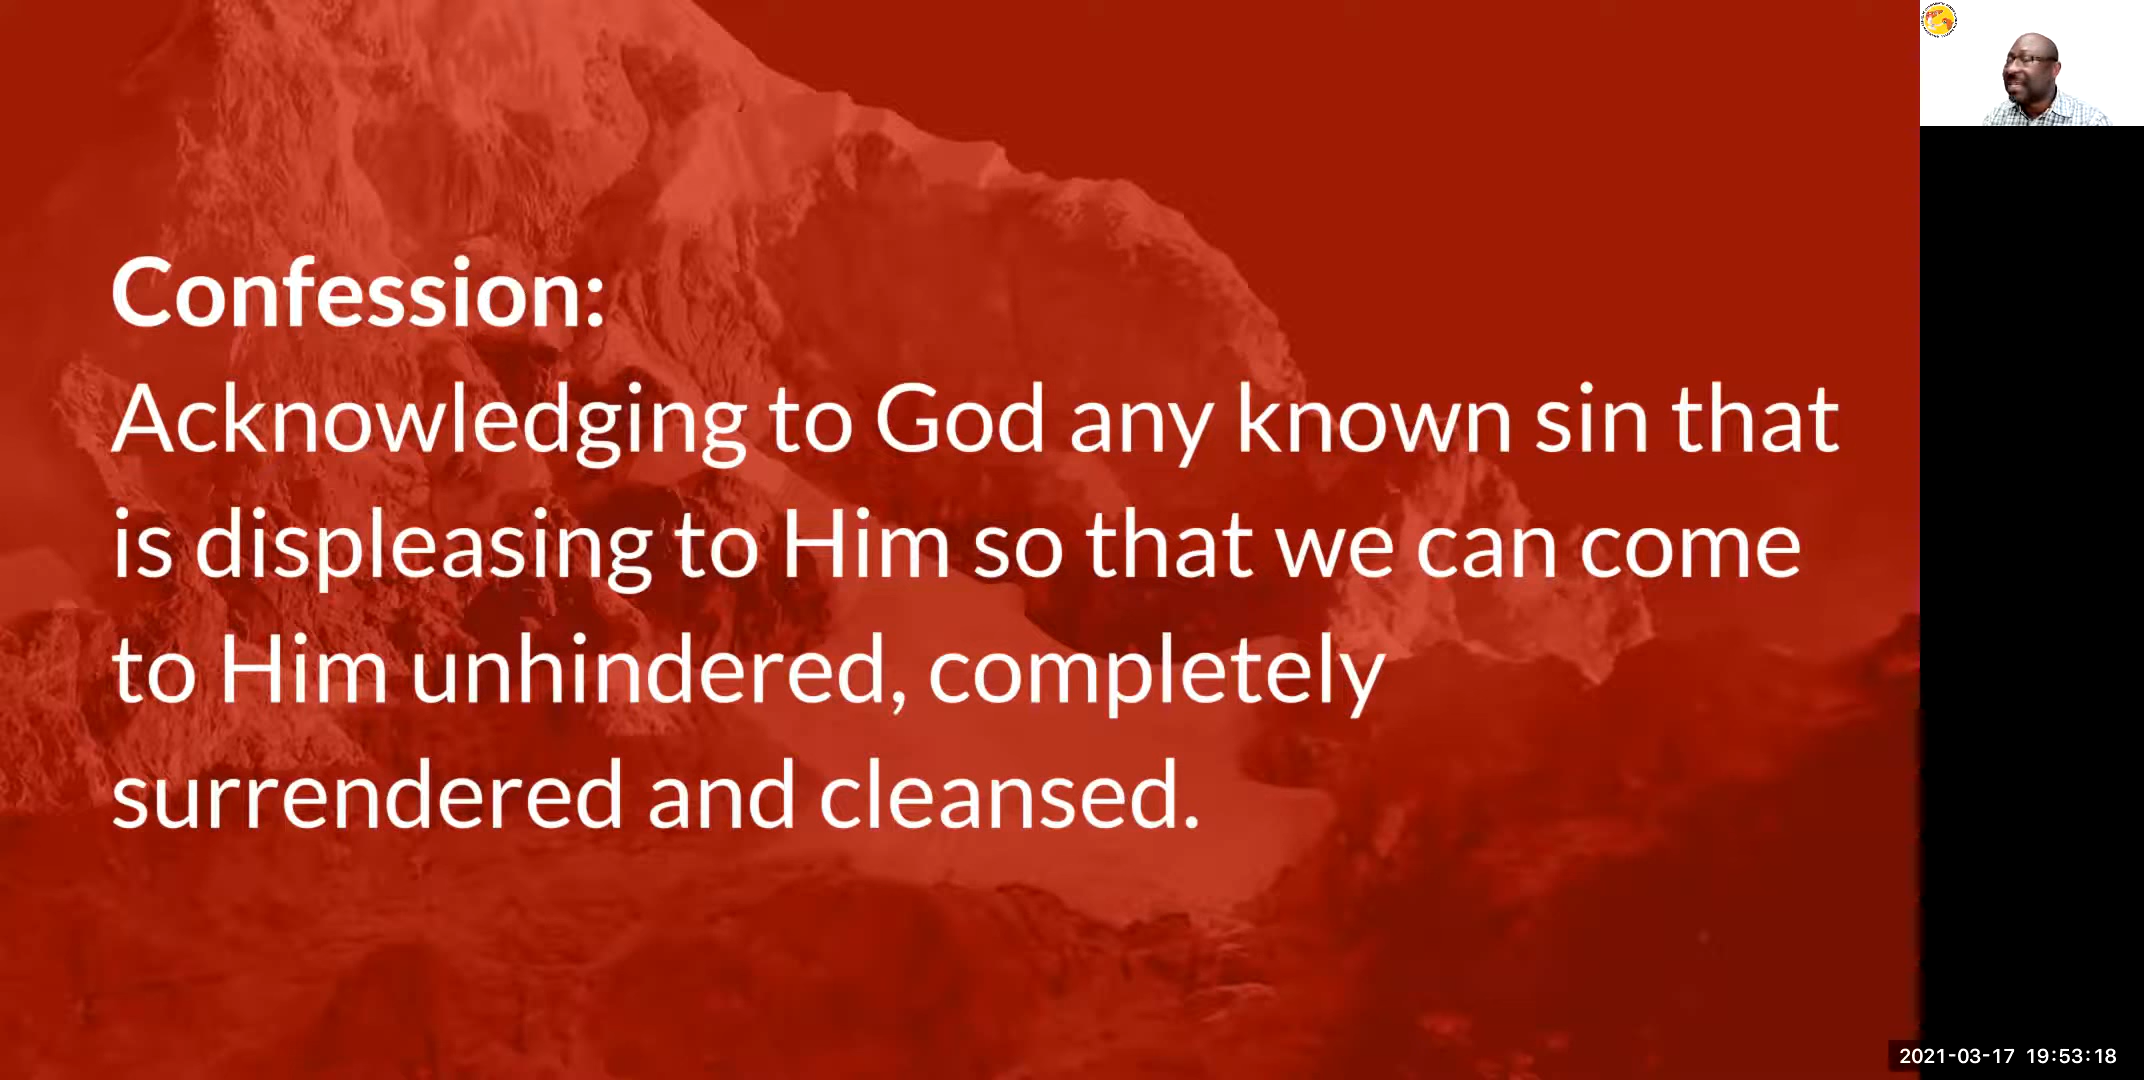 Confession:
Acknowledging to God any known sin that
is displeasing to Him so that we can come
to Him unhindered, completely
surrendered and cleansed.
2021-03-17 19:53:18